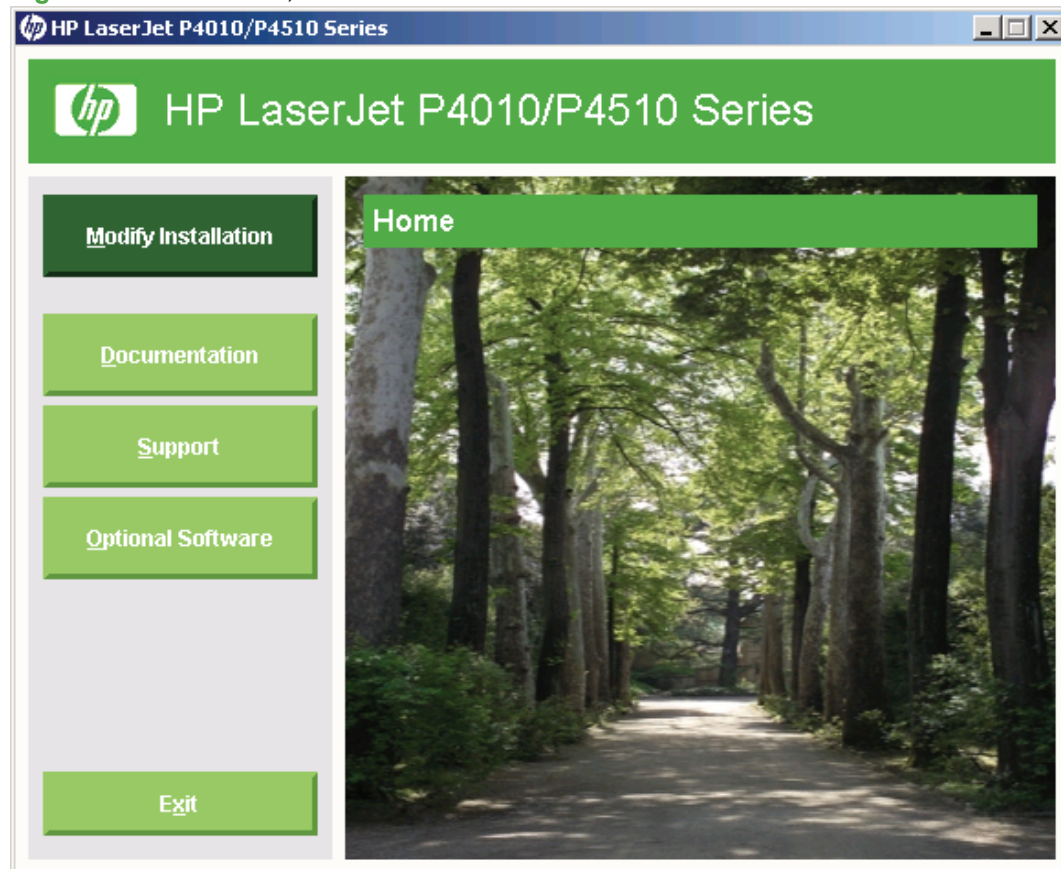 HP LaserJet P4010/P4510 Series
hp HP LaserJet P4010/P4510 Series
Modify Installation
Home
Documentation
Support
Optional Software
Exit